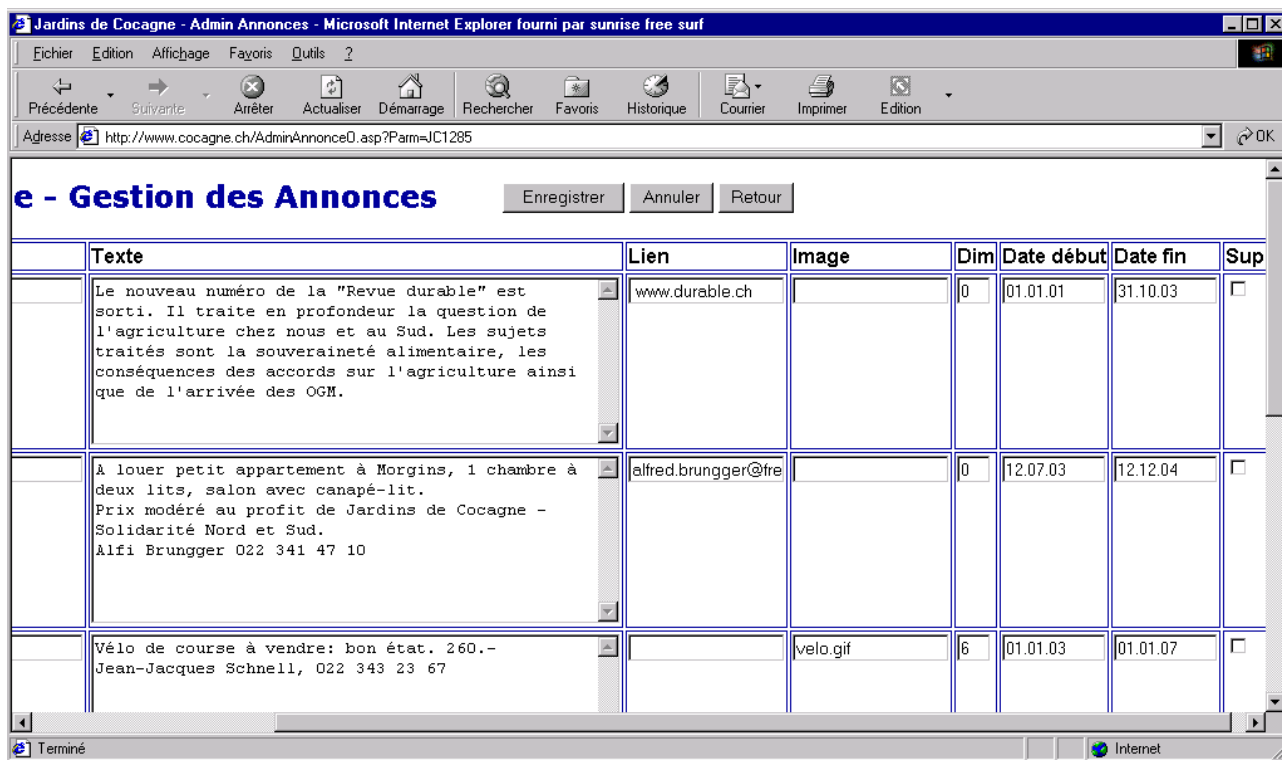 Jardins de Cocagne - Admin Annonces - Microsoft Internet Explorer fourni par sunrise free surf
Fichier Edition Affichage Favoris Outils ?
Précédente Suivante Arrêter Actualiser Démarrage Rechercher Favoris Historique Courrier Imprimer Edition
Adresse http://www.cocagne.ch/AdminAnnonceO.asp?Parm=JC1285 OK
e - Gestion des Annonces Enregistrer Annuler Retour
Texte Lien Image Dim Date début Date fin Sup
Le nouveau numéro de la "Revue durable" est www.durable.ch 0 01.01.01 31.10.03
sorti. Il traite en profondeur la question de
l'agriculture chez nous et au Sud. Les sujets
traités sont la souveraineté alimentaire, les
conséquences des accords sur l'agriculture ainsi
que de l'arrivée des OGM.
A louer petit appartement à Morgins, 1 chambre à alfred.brungger@fre 0 12.07.03 12.12.04
deux lits, salon avec canapé-lit.
Prix modéré au profit de Jardins de Cocagne -
Solidarité Nord et Sud.
Alfi Brungger 022 341 47 10
Vélo de course à vendre: bon état. 260.- velo.gif 6 01.01.03 01.01.07
Jean-Jacques Schnell, 022 343 23 67
Terminé Internet